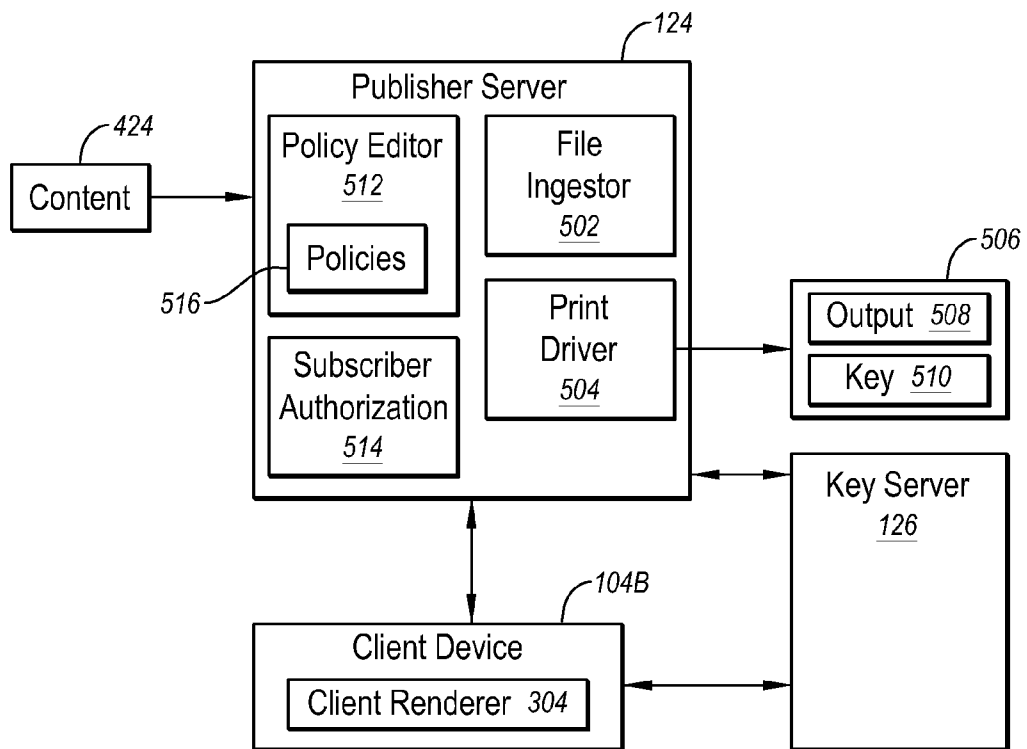 124
Publisher Server
424
Content
Policy Editor
512
Policies
516
File
Ingestor
502
Subscriber
Authorization
514
Print
Driver
504
506
Output 508
Key 510
Key Server
126
104B
Client Device
Client Renderer 304